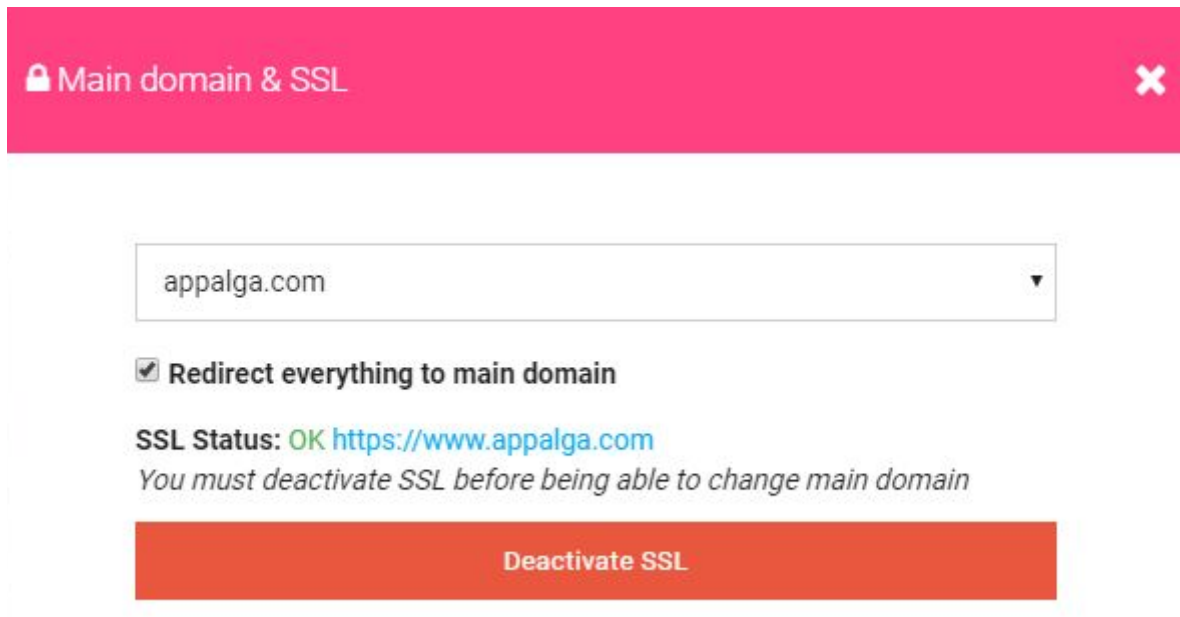 Main domain & SSL
appalga.com
Redirect everything to main domain
SSL Status: OK https://www.appalga.com
You must deactivate SSL before being able to change main domain
Deactivate SSL